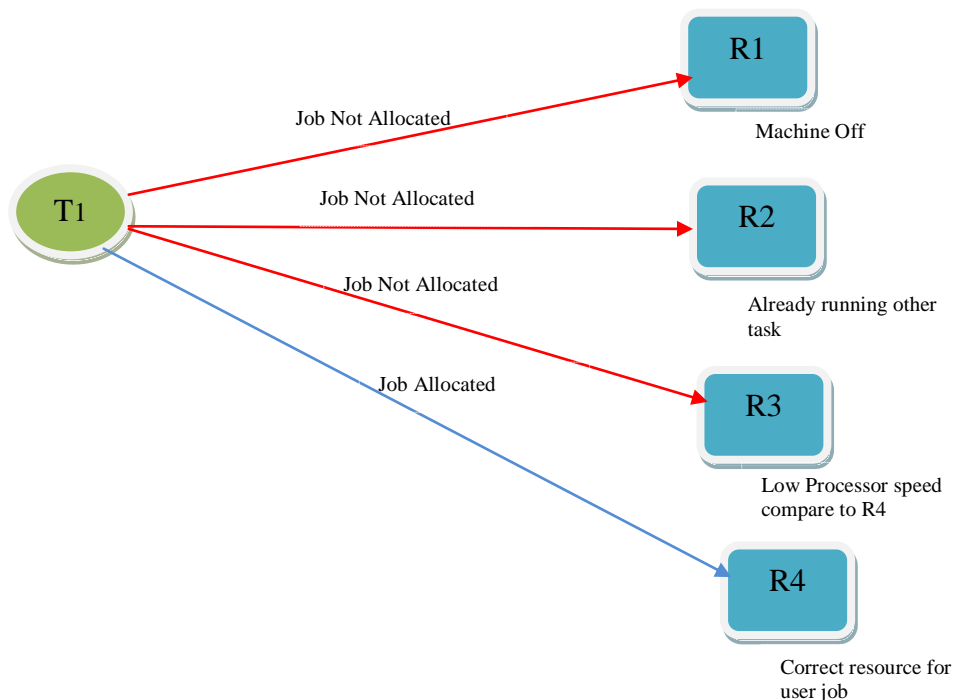 R1
Job Not Allocated
Machine Off
T1
Job Not Allocated
R2
Job Not Allocated
Already running other
task
Job Allocated
R3
Low Processor speed
compare to R4
R4
Correct resource for
user job